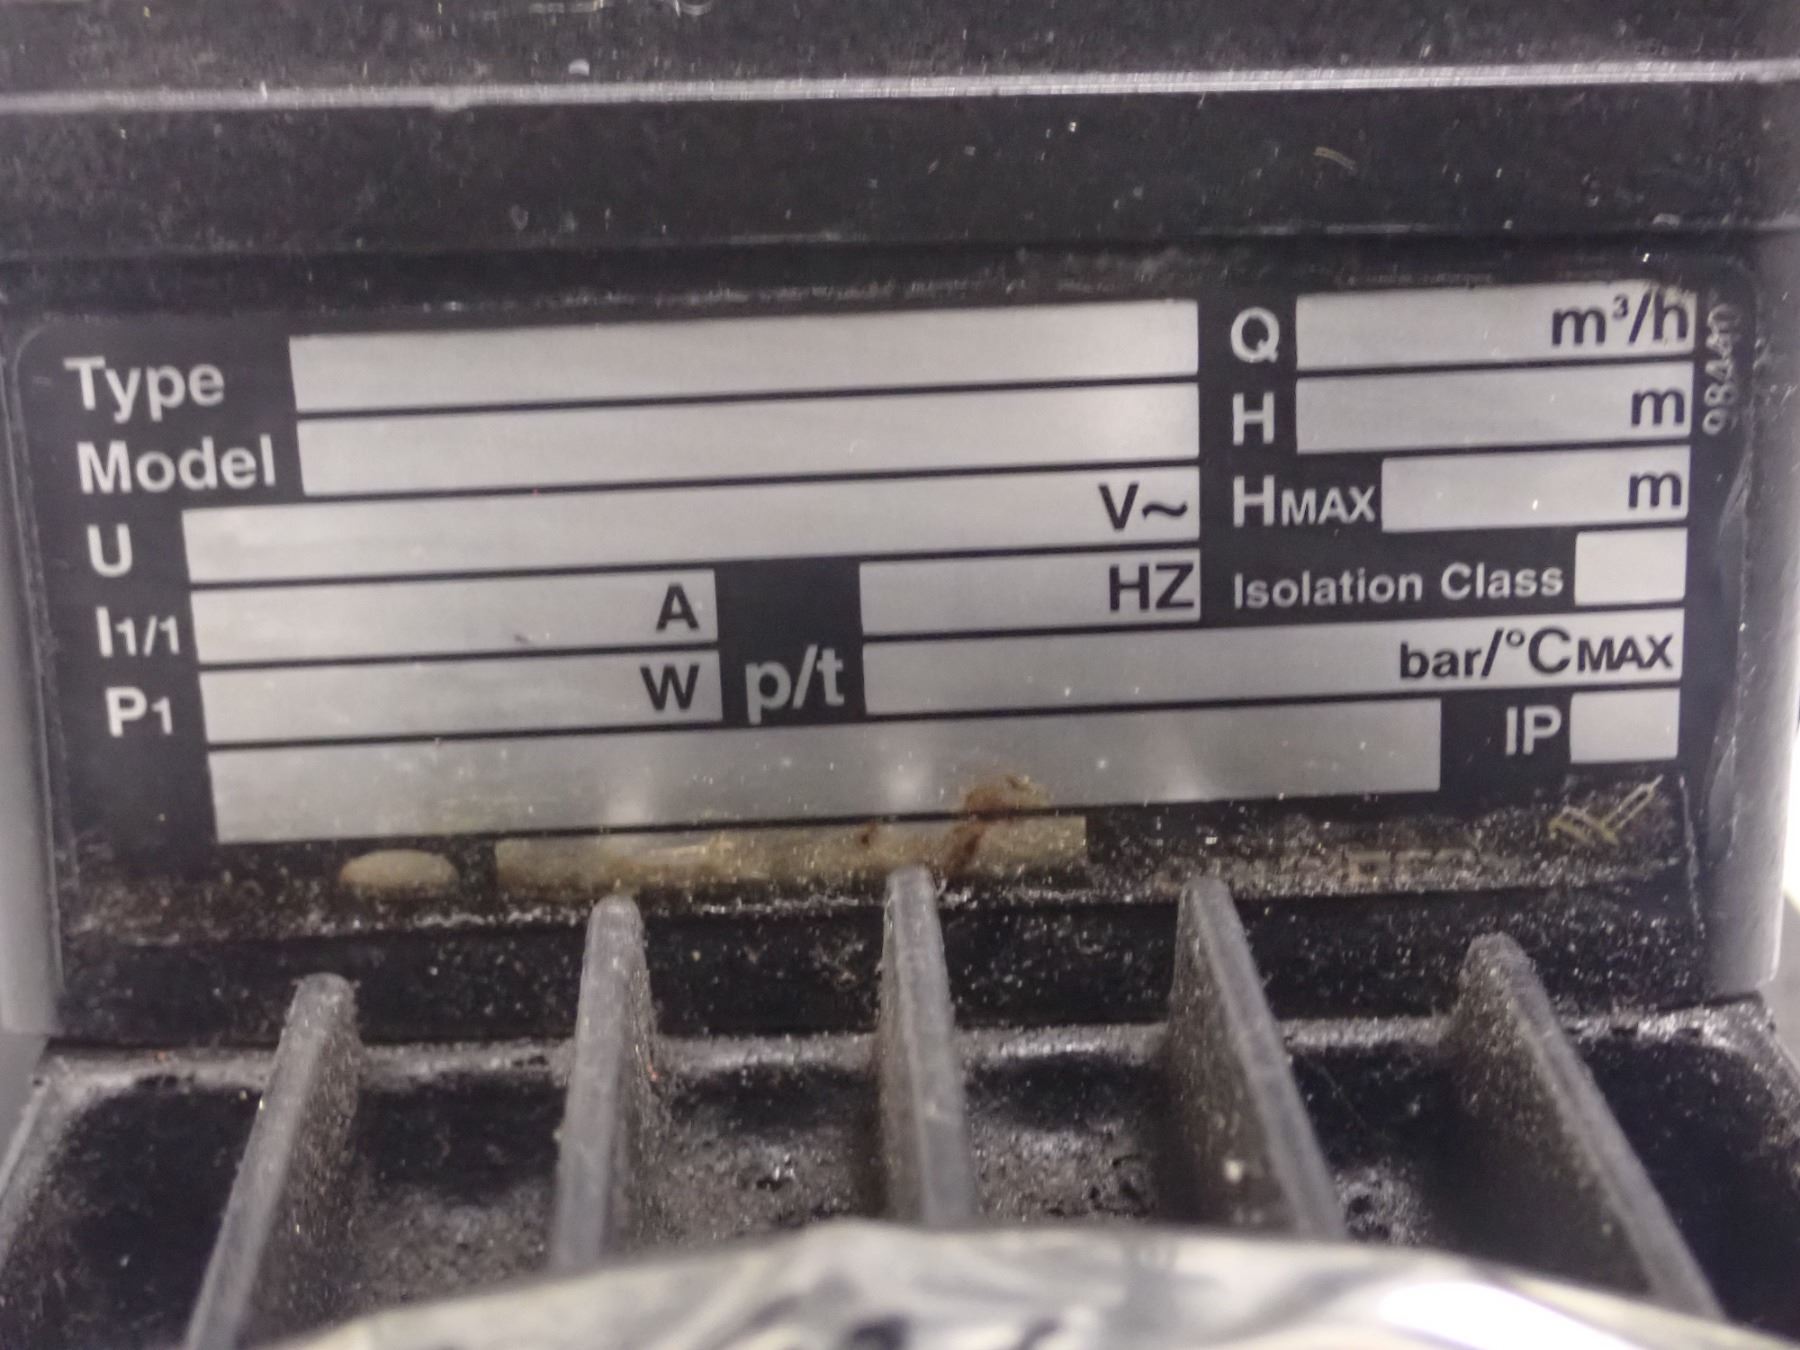 Type
Model
U V~
I1/1 A HZ
P1 W p/t bar/°CMAX
Q m³/h
H m
HMAX m
Isolation Class
IP